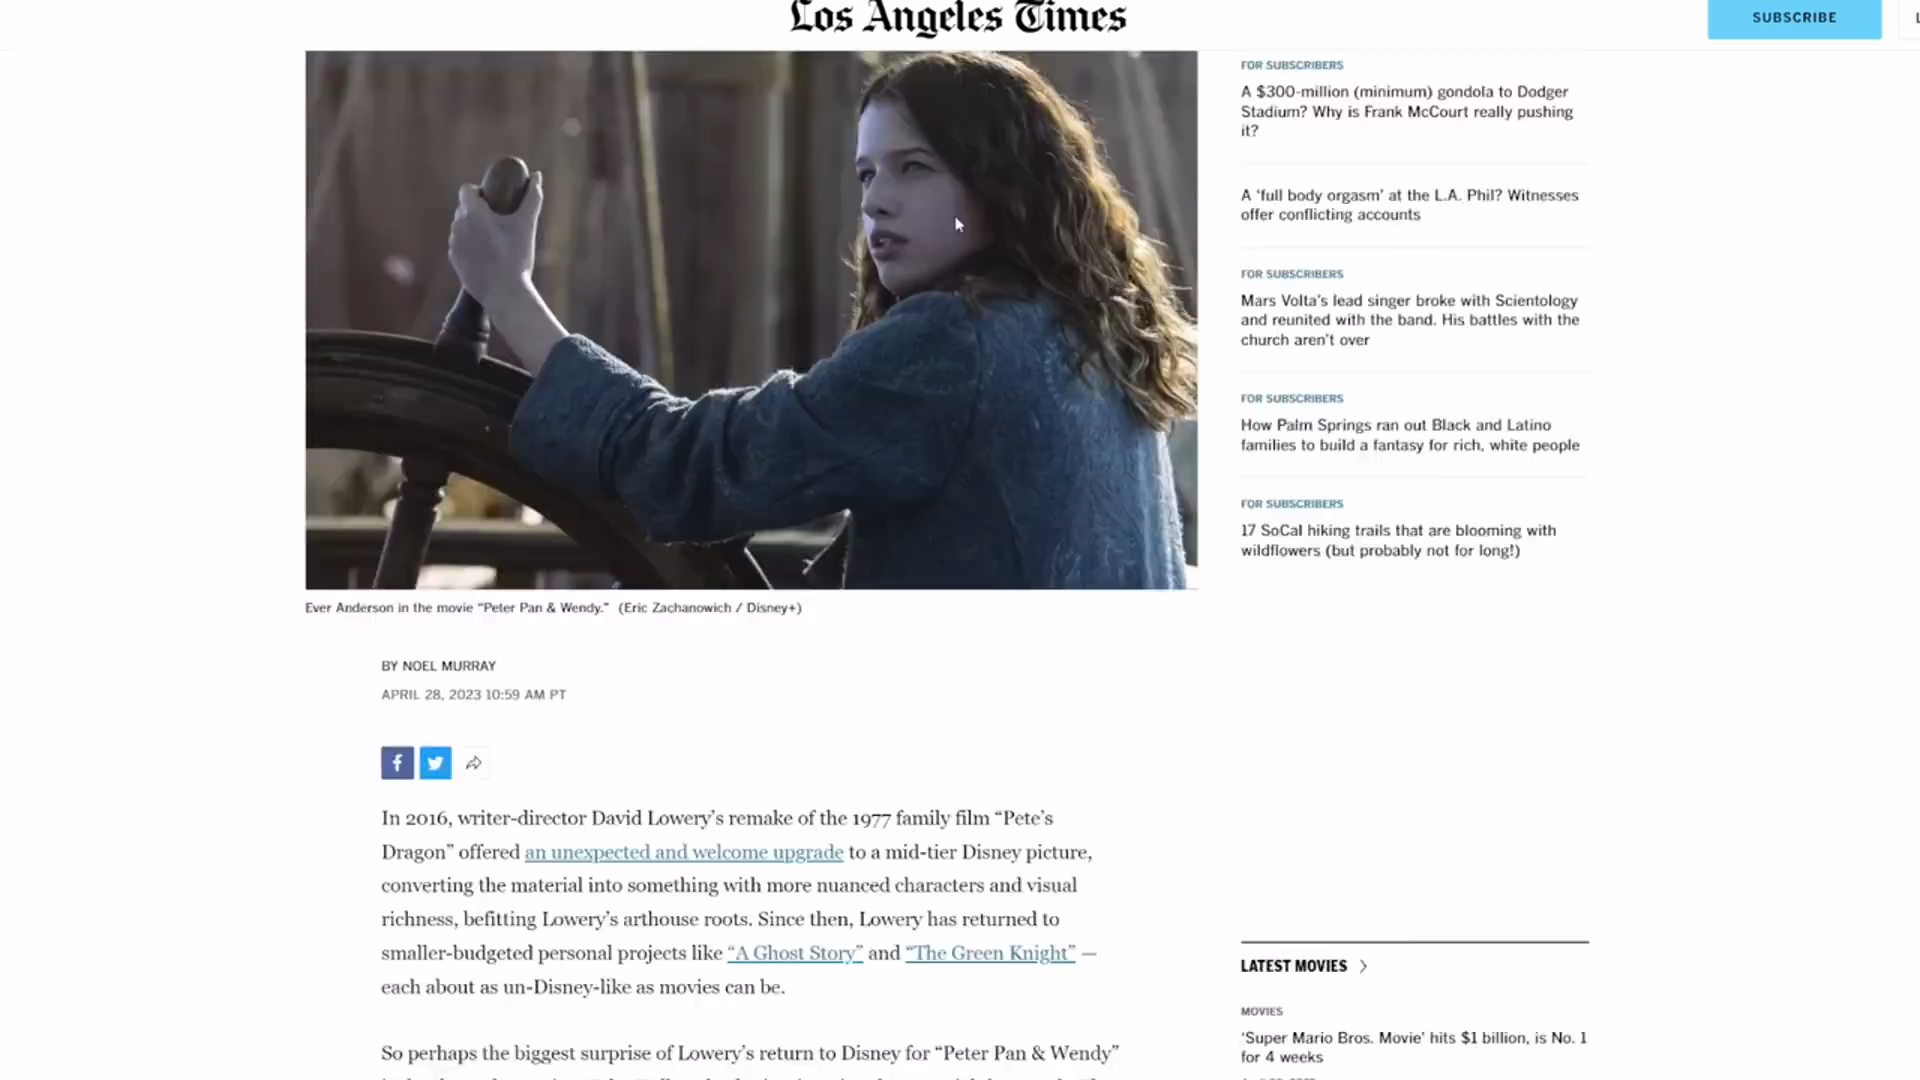 Los Angeles Times
SUBSCRIBE
FOR SUBSCRIBERS
A $300-million (minimum) gondola to Dodger
Stadium? Why is Frank McCourt really pushing
it?
A ‘full body orgasm’ at the L.A. Phil? Witnesses
offer conflicting accounts
FOR SUBSCRIBERS
Mars Volta’s lead singer broke with Scientology
and reunited with the band. His battles with the
church aren’t over
FOR SUBSCRIBERS
How Palm Springs ran out Black and Latino
families to build a fantasy for rich, white people
FOR SUBSCRIBERS
17 SoCal hiking trails that are blooming with
wildflowers (but probably not for long!)
Ever Anderson in the movie “Peter Pan & Wendy.” (Eric Zachanowich / Disney+)
BY NOEL MURRAY
APRIL 28, 2023 10:59 AM PT
In 2016, writer-director David Lowery’s remake of the 1977 family film “Pete’s
Dragon” offered an unexpected and welcome upgrade to a mid-tier Disney picture,
converting the material into something with more nuanced characters and visual
richness, befitting Lowery’s arthouse roots. Since then, Lowery has returned to
smaller-budgeted personal projects like “A Ghost Story” and “The Green Knight” —
each about as un-Disney-like as movies can be.
So perhaps the biggest surprise of Lowery’s return to Disney for “Peter Pan & Wendy”
LATEST MOVIES
MOVIES
‘Super Mario Bros. Movie’ hits $1 billion, is No. 1
for 4 weeks